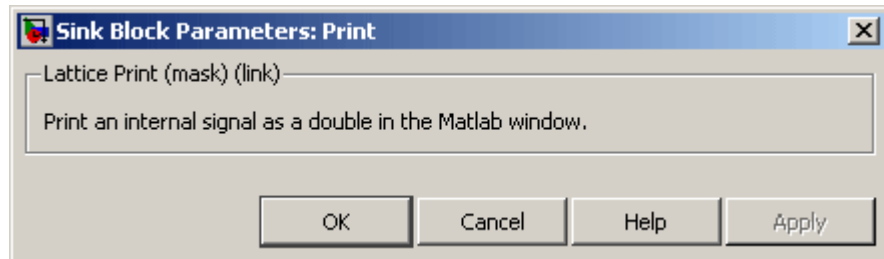 Sink Block Parameters: Print
Lattice Print (mask) (link)
Print an internal signal as a double in the Matlab window.
OK Cancel Help Apply